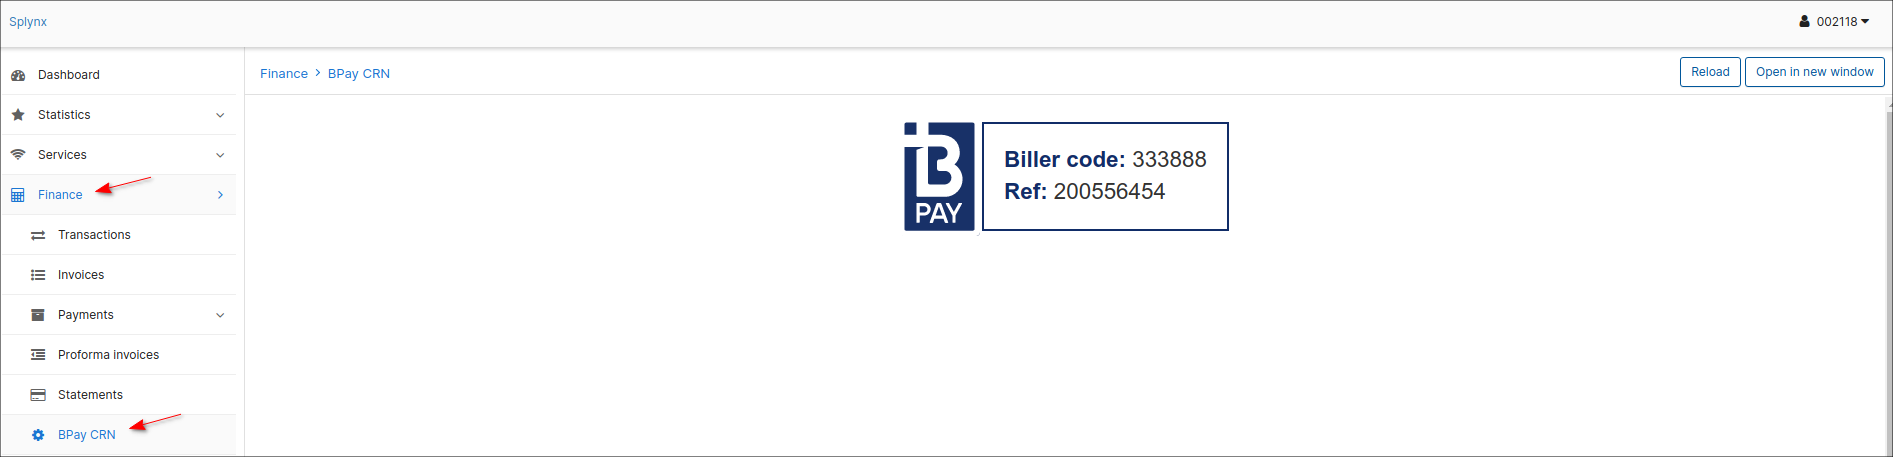 Splynx
002118
Dashboard
Statistics
Services
Finance
Transactions
Invoices
Payments
Proforma invoices
Statements
BPay CRN
Finance > BPay CRN
Reload
Open in new window
B
PAY
Biller code: 333888
Ref: 200556454